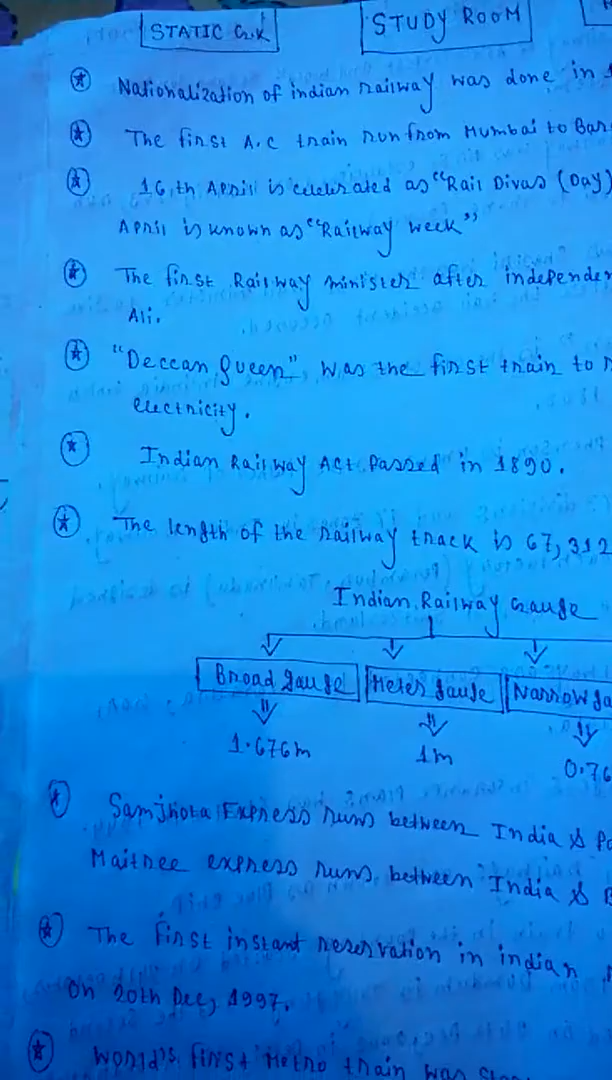 STATIC G.K STUDY ROOM
Nationalization of indian railway was done in 1
The first A.c train run from Mumbai to Bar
16th April is celebrated as "Rail Divas (Day)
April is known as "Railway week"
The first Railway minister after independen
Ali.
"Deccan queen" was the first train to r
electricity.
Indian Railway Act Passed in 1890.
The length of the railway track is 67,312
Indian Railway Gauge
Broad gauge Meter gauge Narrow ga
1.676m 1m 0.76
Samjhota Express runs between India & Pa
Maitree express runs between India & B
The first instant reservation in indian r
on 20th Dec, 1997.
World's first Metro train was